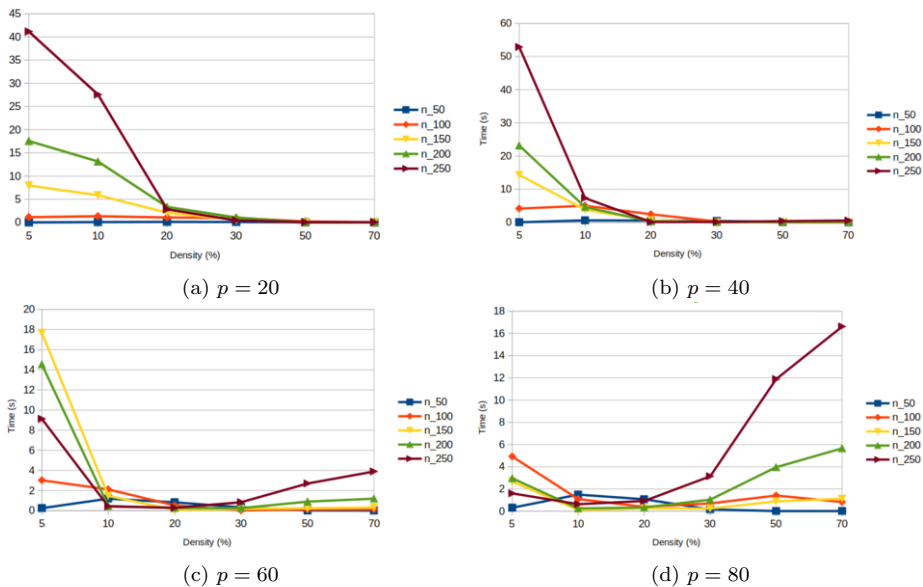 45
40
35
30
25
20
15
10
5
0
5 10 20 30 50 70
Density (%)
n_50
n_100
n_150
n_200
n_250
(a) p = 20
Time (s)
60
50
40
30
20
10
0
5 10 20 30 50 70
Density (%)
n_50
n_100
n_150
n_200
n_250
(b) p = 40
Time (s)
20
18
16
14
12
10
8
6
4
2
0
5 10 20 30 50 70
Density (%)
n_50
n_100
n_150
n_200
n_250
(c) p = 60
Time (s)
18
16
14
12
10
8
6
4
2
0
5 10 20 30 50 70
Density (%)
n_50
n_100
n_150
n_200
n_250
(d) p = 80